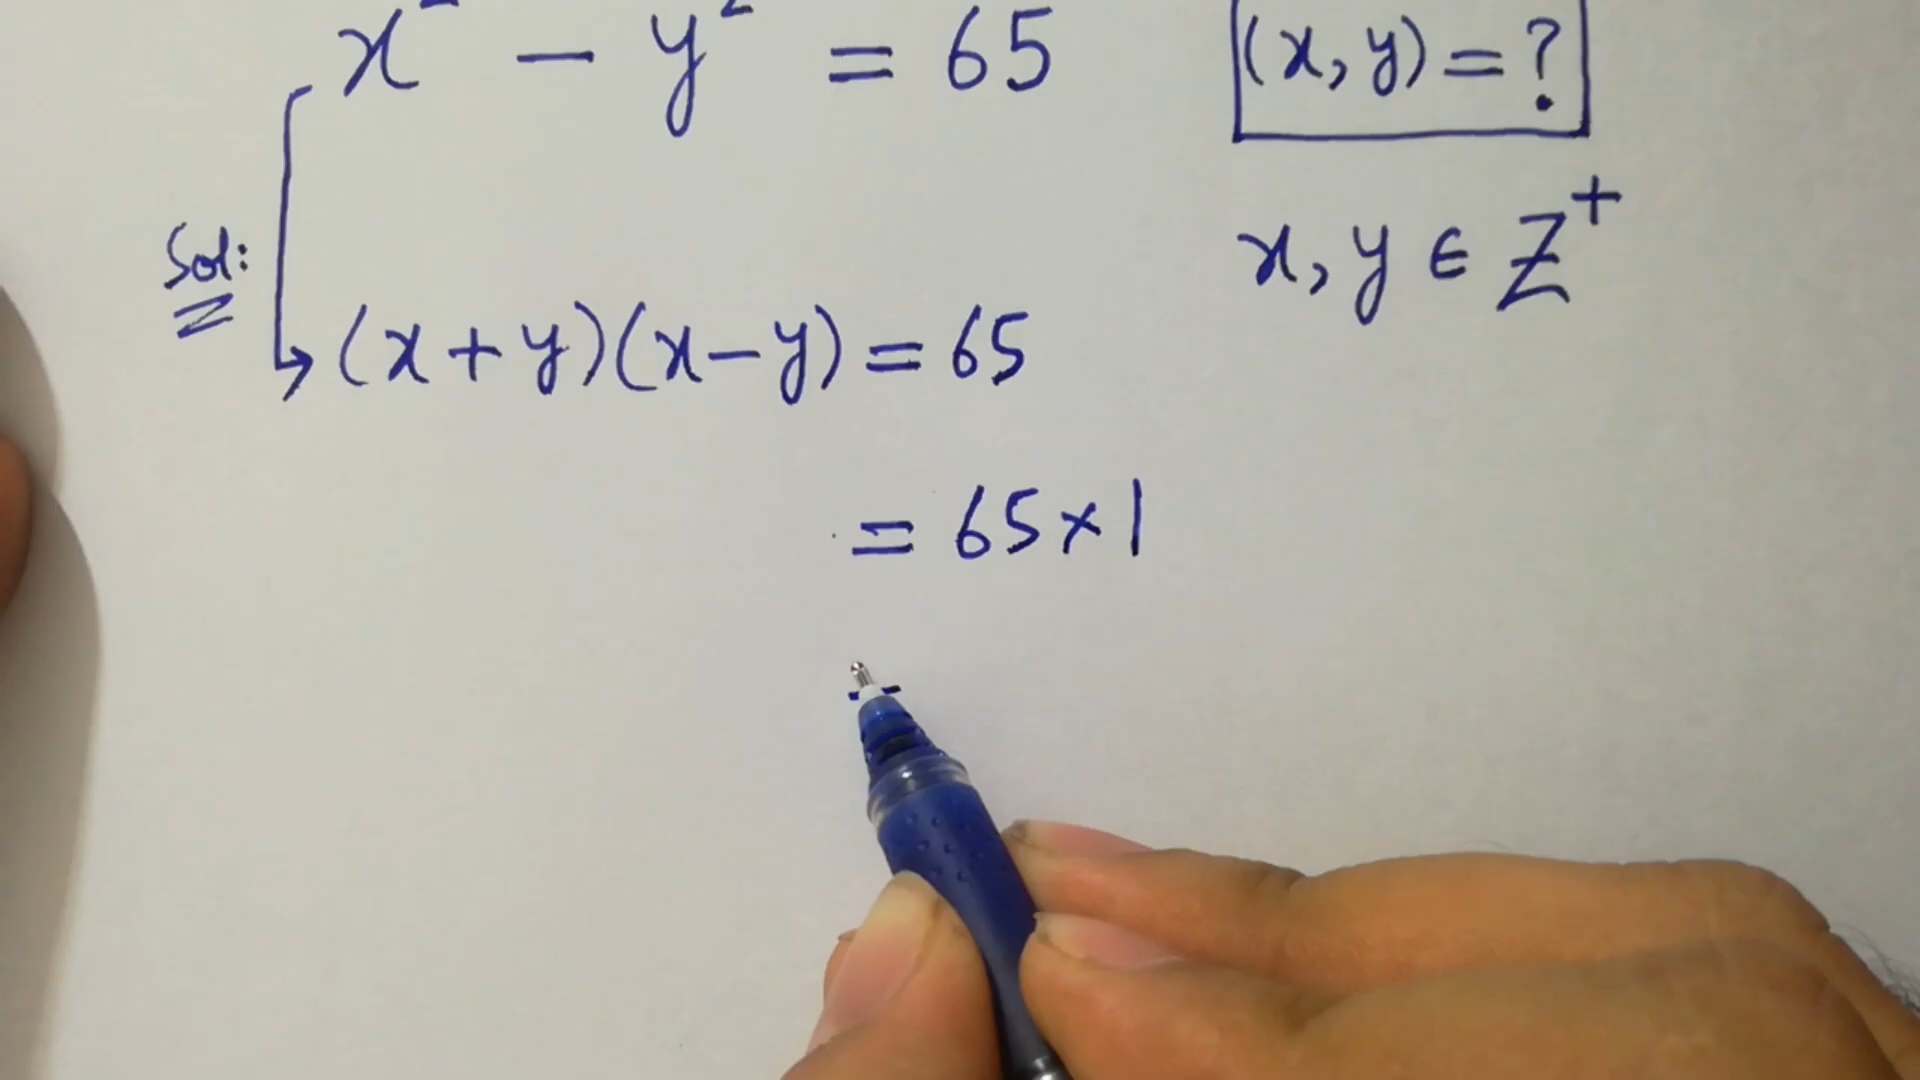 x² - y² = 65
(x, y) = ?
x, y ∈ Z⁺
Sol:
(x + y)(x - y) = 65
= 65 × 1